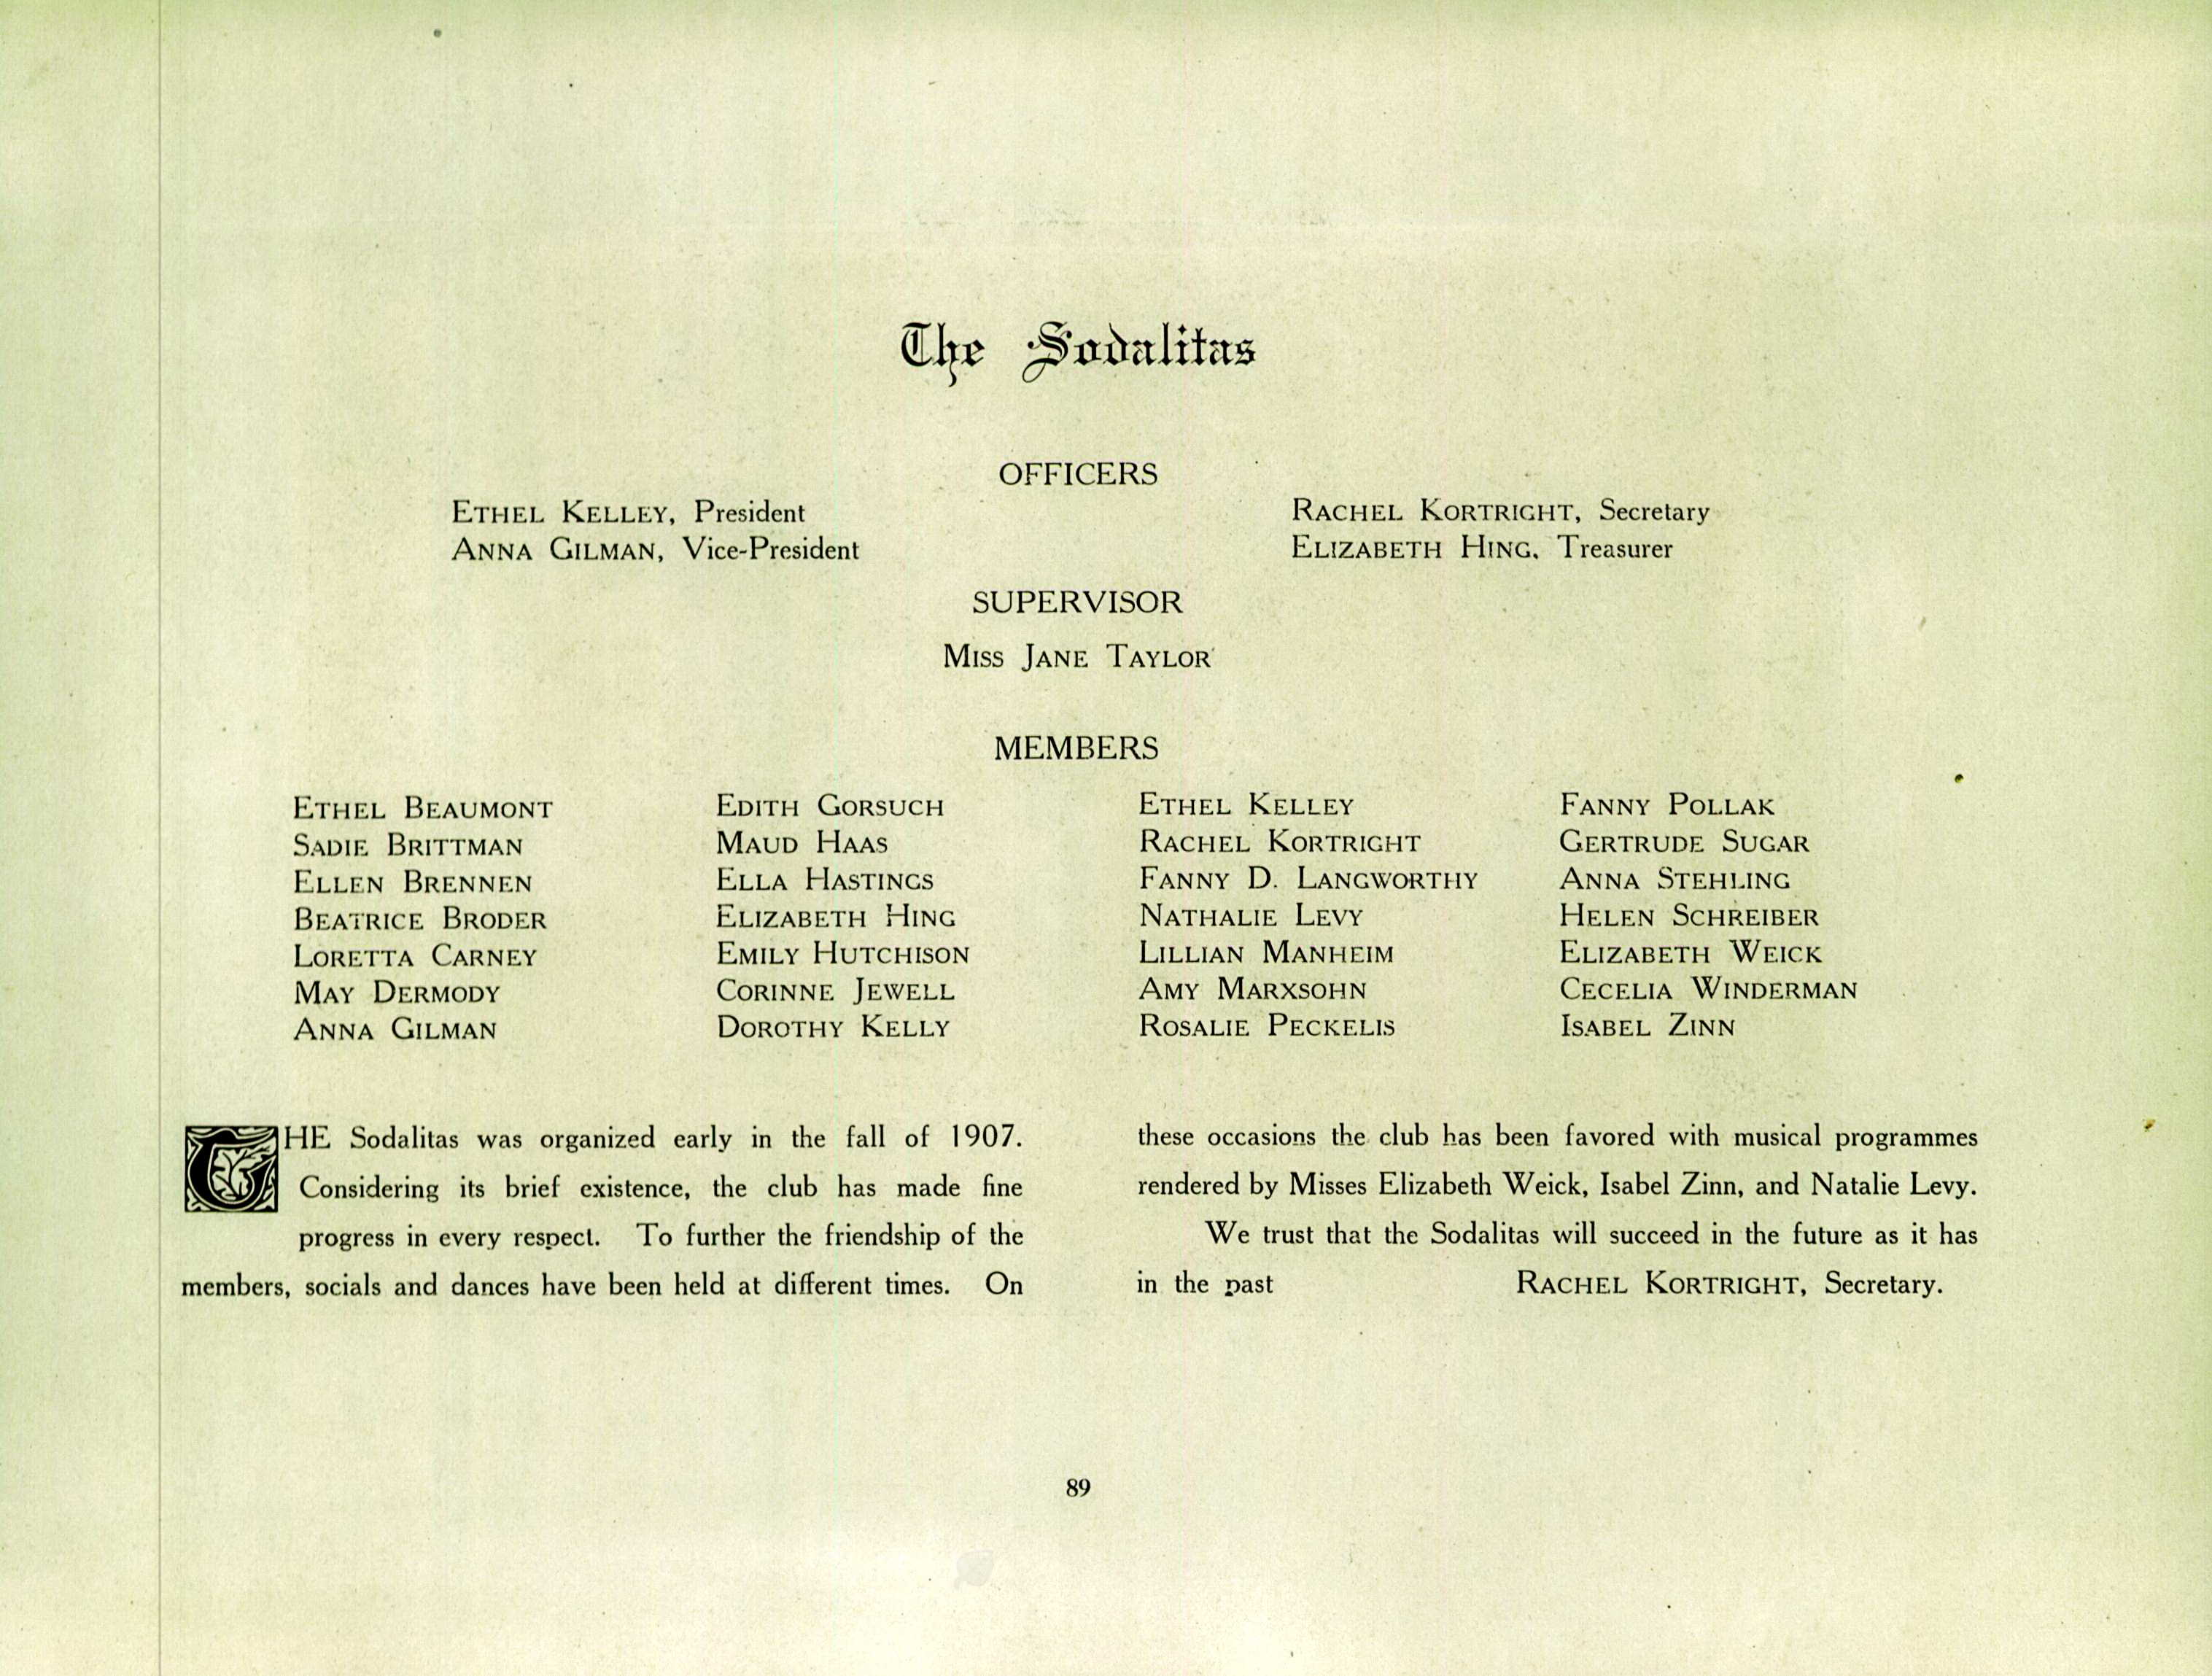 The Sodalitas
OFFICERS
ETHEL KELLEY, President
ANNA GILMAN, Vice-President
RACHEL KORTRIGHT, Secretary
ELIZABETH HING. Treasurer
SUPERVISOR
MISS JANE TAYLOR
MEMBERS
ETHEL BEAUMONT
SADIE BRITTMAN
ELLEN BRENNEN
BEATRICE BRODER
LORETTA CARNEY
MAY DERMODY
ANNA GILMAN
EDITH GORSUCH
MAUD HAAS
ELLA HASTINGS
ELIZABETH HING
EMILY HUTCHISON
CORINNE JEWELL
DOROTHY KELLY
ETHEL KELLEY
RACHEL KORTRIGHT
FANNY D. LANGWORTHY
NATHALIE LEVY
LILLIAN MANHEIM
AMY MARXSOHN
ROSALIE PECKELIS
FANNY POLLAK
GERTRUDE SUGAR
ANNA STEHLING
HELEN SCHREIBER
ELIZABETH WEICK
CECELIA WINDERMAN
ISABEL ZINN
THE Sodalitas was organized early in the fall of 1907.
Considering its brief existence, the club has made fine
progress in every respect. To further the friendship of the
members, socials and dances have been held at different times. On
these occasions the club has been favored with musical programmes
rendered by Misses Elizabeth Weick, Isabel Zinn, and Natalie Levy.
We trust that the Sodalitas will succeed in the future as it has
in the past RACHEL KORTRIGHT, Secretary.
89